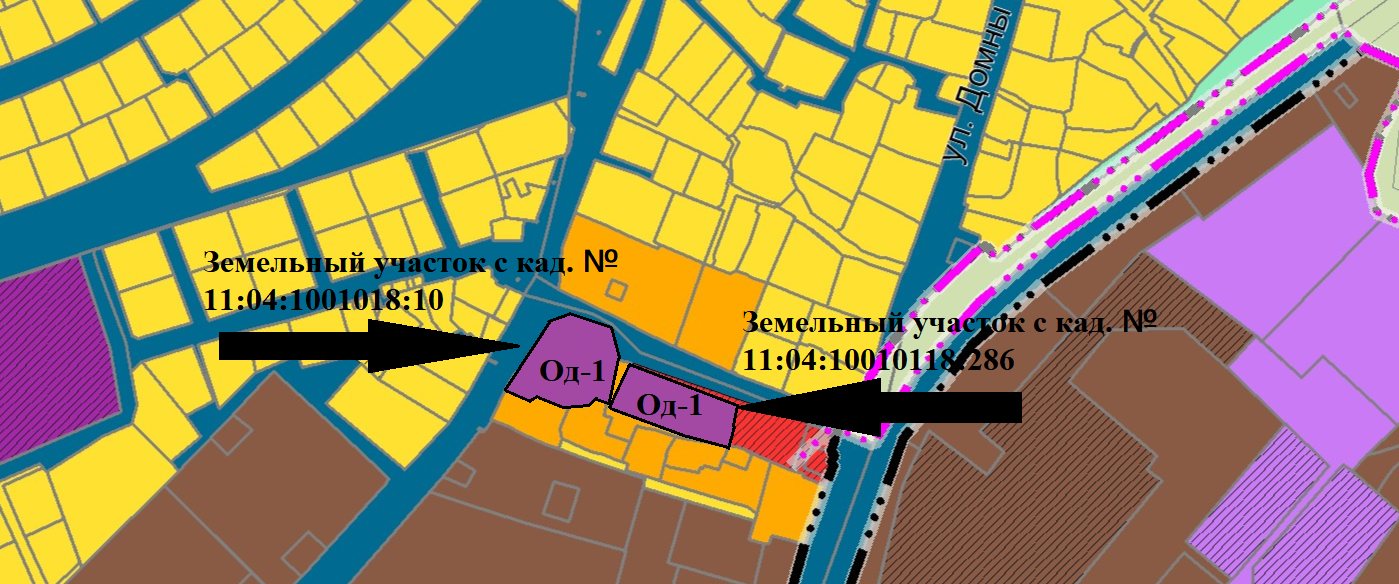 ул. Домны
Земельный участок с кад. №
11:04:1001018:10
Земельный участок с кад. №
11:04:10010118:286
Од-1
Од-1